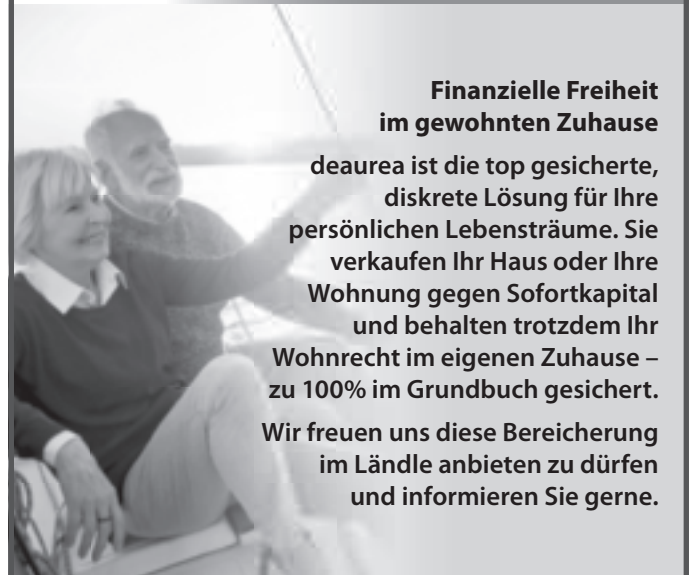 Finanzielle Freiheit
im gewohnten Zuhause
deaurea ist die top gesicherte,
diskrete Lösung für Ihre
persönlichen Lebensträume. Sie
verkaufen Ihr Haus oder Ihre
Wohnung gegen Sofortkapital
und behalten trotzdem Ihr
Wohnrecht im eigenen Zuhause –
zu 100% im Grundbuch gesichert.
Wir freuen uns diese Bereicherung
im Ländle anbieten zu dürfen
und informieren Sie gerne.